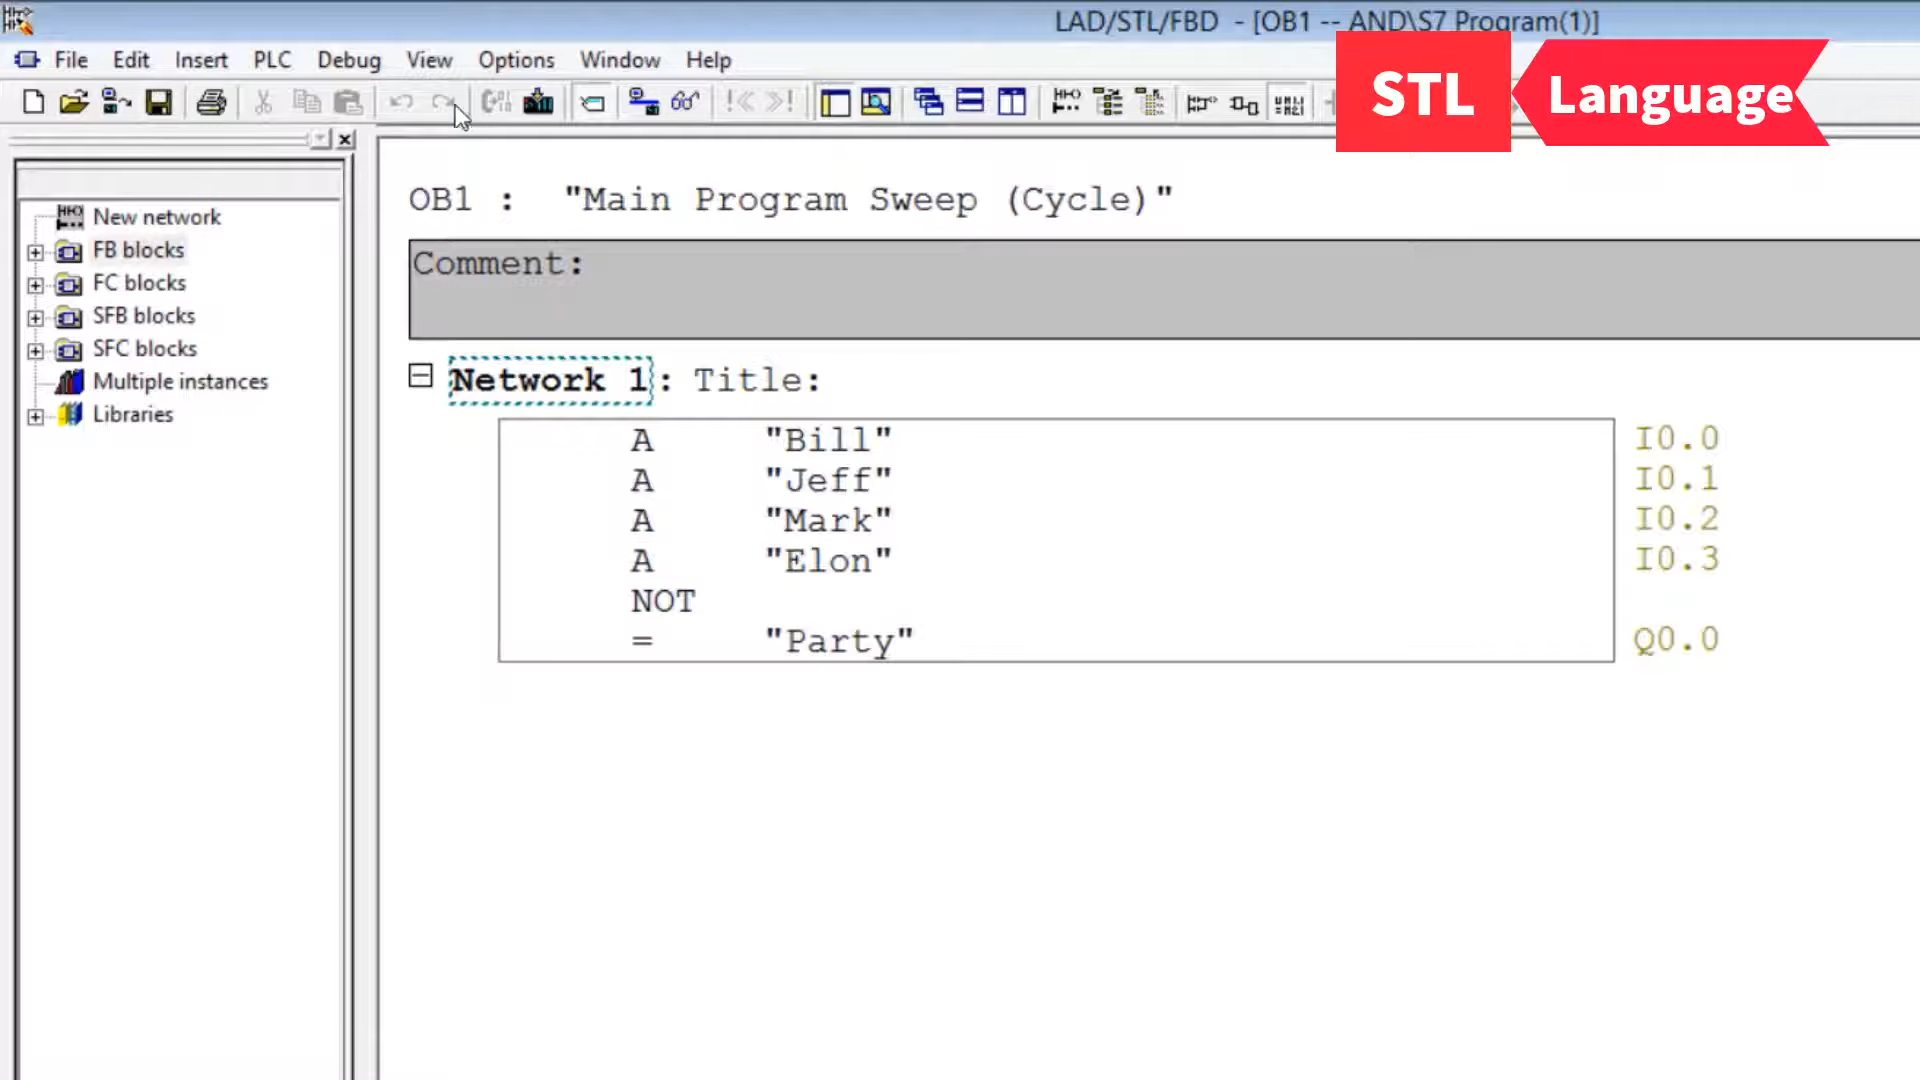 LAD/STL/FBD - [OB1 -- AND\S7 Program(1)]
STL Language
File Edit Insert PLC Debug View Options Window Help
New network
FB blocks
FC blocks
SFB blocks
SFC blocks
Multiple instances
Libraries
OB1 : "Main Program Sweep (Cycle)"
Comment:
Network 1: Title:
A "Bill" I0.0
A "Jeff" I0.1
A "Mark" I0.2
A "Elon" I0.3
NOT
= "Party" Q0.0